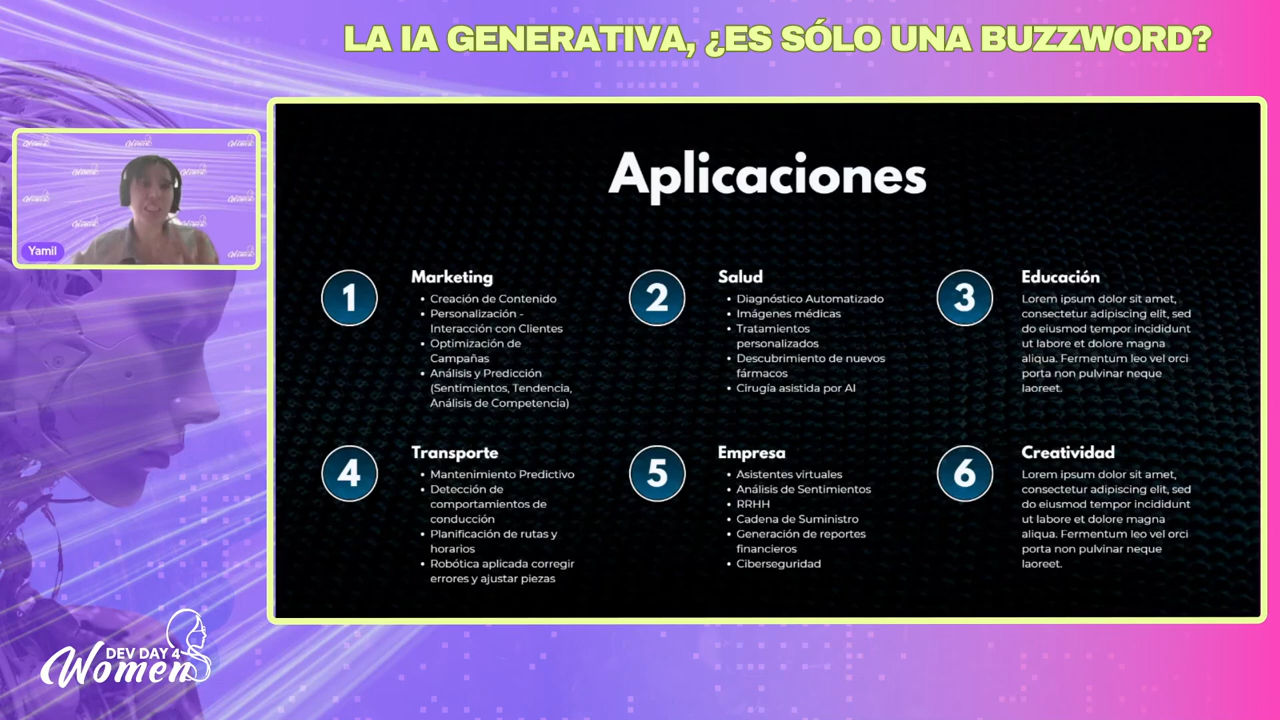 LA IA GENERATIVA, ¿ES SÓLO UNA BUZZWORD?
Yamil
Aplicaciones
1
Marketing
• Creación de Contenido
• Personalización -
Interacción con Clientes
• Optimización de
Campañas
• Análisis y Predicción
(Sentimientos, Tendencia,
Análisis de Competencia)
2
Salud
• Diagnóstico Automatizado
• Imágenes médicas
• Tratamientos
personalizados
• Descubrimiento de nuevos
fármacos
• Cirugía asistida por AI
3
Educación
Lorem ipsum dolor sit amet,
consectetur adipiscing elit, sed
do eiusmod tempor incididunt
ut labore et dolore magna
aliqua. Fermentum leo vel orci
porta non pulvinar neque
laoreet.
4
Transporte
• Mantenimiento Predictivo
• Detección de
comportamientos de
conducción
• Planificación de rutas y
horarios
• Robótica aplicada corregir
errores y ajustar piezas
5
Empresa
• Asistentes virtuales
• Análisis de Sentimientos
• RRHH
• Cadena de Suministro
• Generación de reportes
financieros
• Ciberseguridad
6
Creatividad
Lorem ipsum dolor sit amet,
consectetur adipiscing elit, sed
do eiusmod tempor incididunt
ut labore et dolore magna
aliqua. Fermentum leo vel orci
porta non pulvinar neque
laoreet.
DEV DAY 4
Women